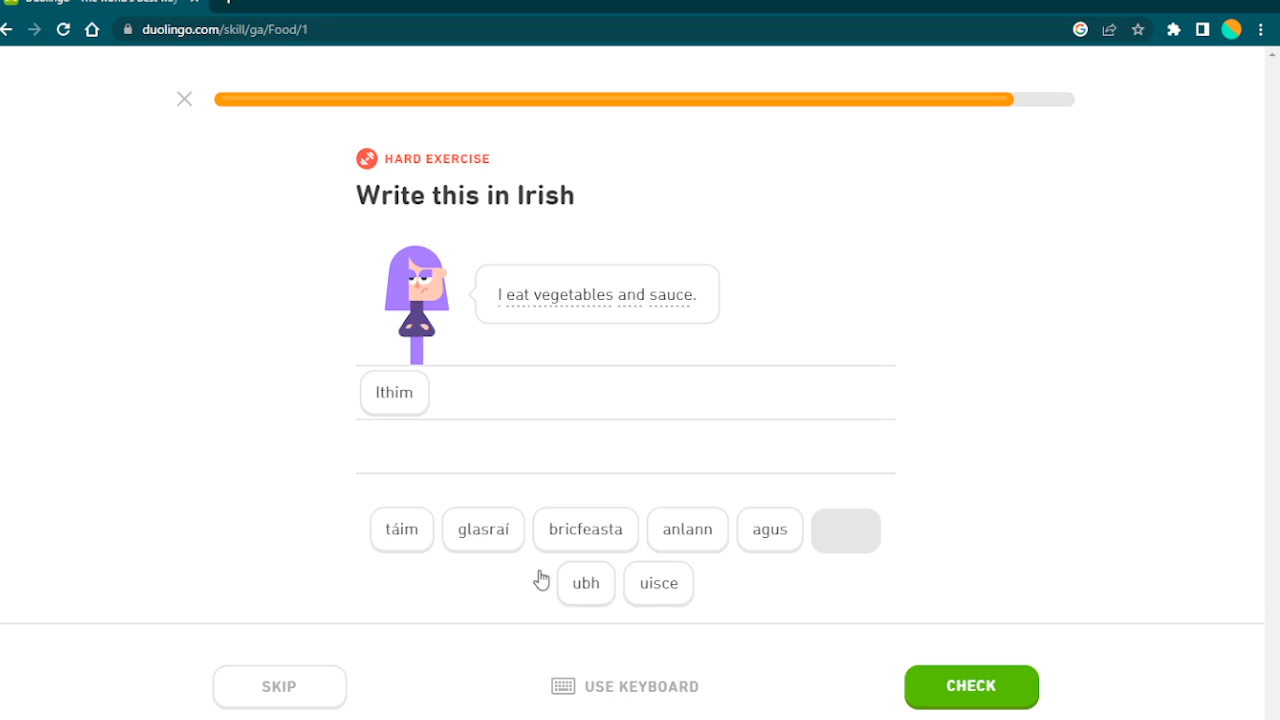 duolingo.com/skill/ga/Food/1
HARD EXERCISE
Write this in Irish
I eat vegetables and sauce.
Ithim
táim glasraí bricfeasta anlann agus
ubh uisce
SKIP USE KEYBOARD CHECK